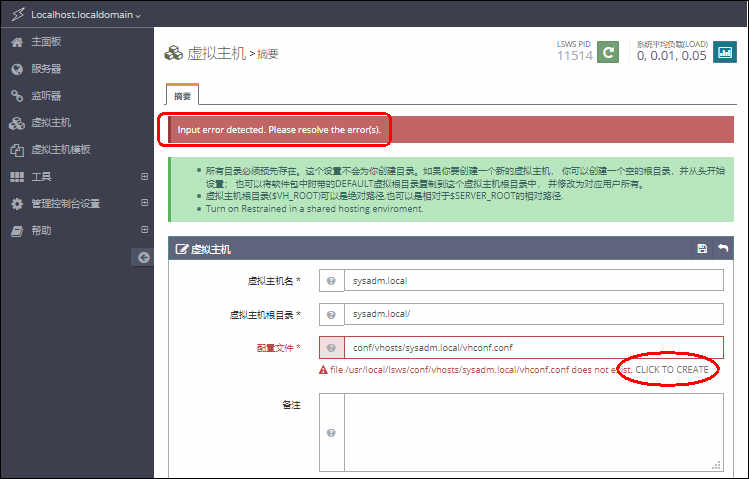 Localhost.localdomain
主面板
服务器
监听器
虚拟主机
虚拟主机模板
工具
管理控制台设置
帮助
虚拟主机 > 摘要
LSWS PID
11514
系统平均负载(LOAD)
0, 0.01, 0.05
摘要
Input error detected. Please resolve the error(s).
所有目录必须预先存在。这个设置不会为你创建目录。如果你要创建一个新的虚拟主机， 你可以创建一个空的根目录，并从头开始
设置； 也可以将软件包中附带的DEFAULT虚拟根目录复制到这个虚拟主机根目录中， 并修改为对应用户所有。
虚拟主机根目录($VH_ROOT)可以是绝对路径,也可以是相对于$SERVER_ROOT的相对路径.
Turn on Restrained in a shared hosting enviroment.
虚拟主机
虚拟主机名 *
sysadm.local
虚拟主机根目录 *
sysadm.local/
配置文件 *
conf/vhosts/sysadm.local/vhconf.conf
file /usr/local/lsws/conf/vhosts/sysadm.local/vhconf.conf does not exist. CLICK TO CREATE
备注